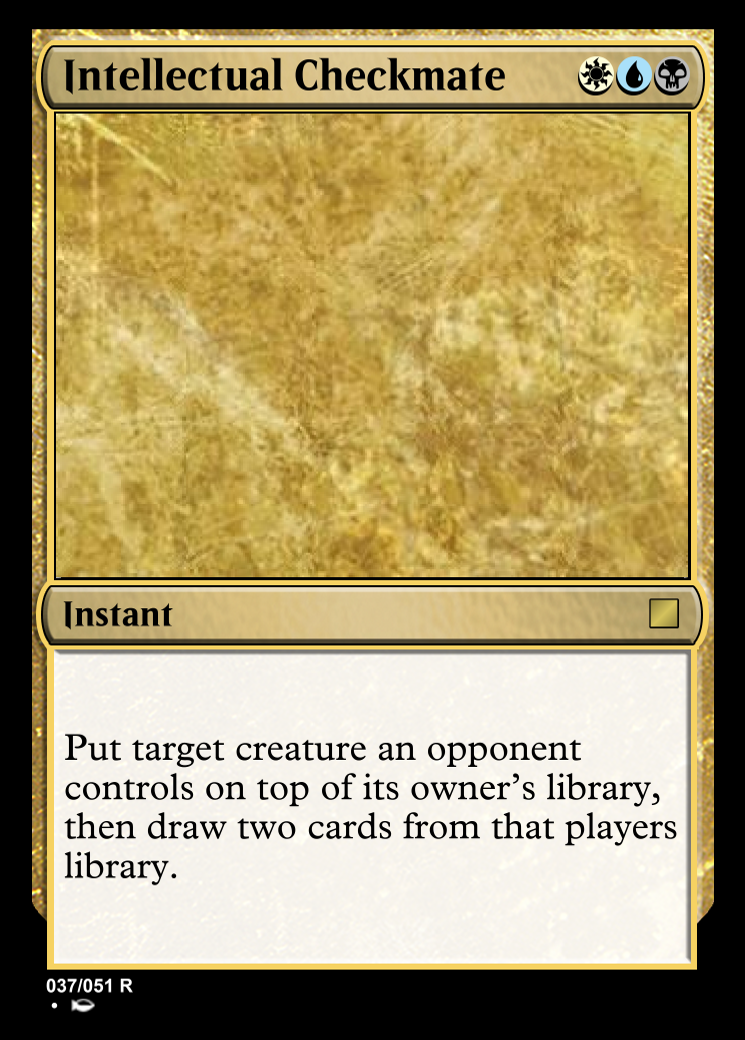 Intellectual Checkmate
Instant
Put target creature an opponent
controls on top of its owner’s library,
then draw two cards from that players
library.
037/051 R